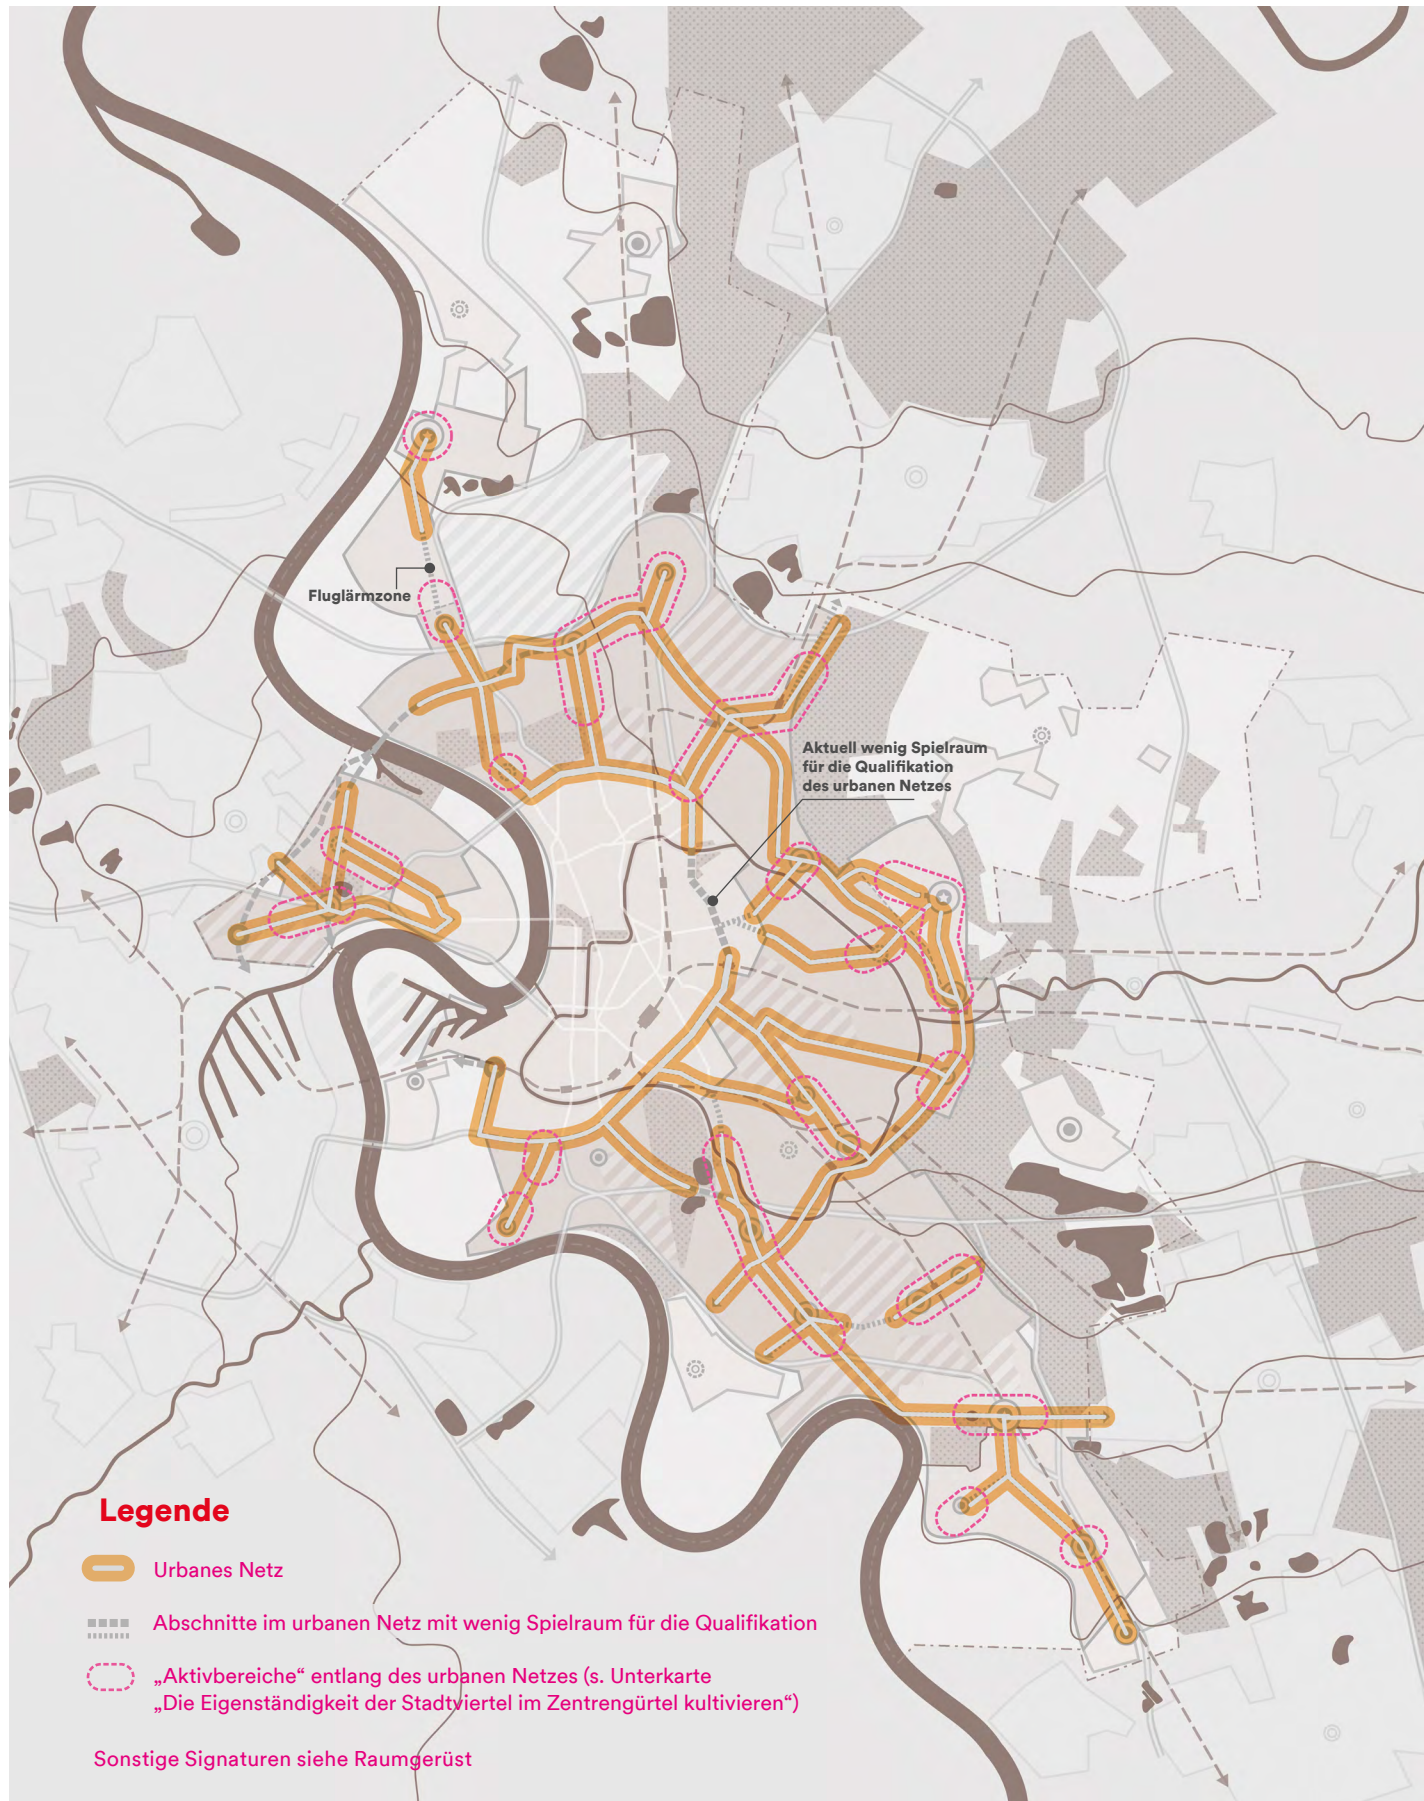 Fluglärmzone
Aktuell wenig Spielraum
für die Qualifikation
des urbanen Netzes
Legende
Urbanes Netz
Abschnitte im urbanen Netz mit wenig Spielraum für die Qualifikation
„Aktivbereiche“ entlang des urbanen Netzes (s. Unterkarte
„Die Eigenständigkeit der Stadtviertel im Zentrengürtel kultivieren“)
Sonstige Signaturen siehe Raumgerüst